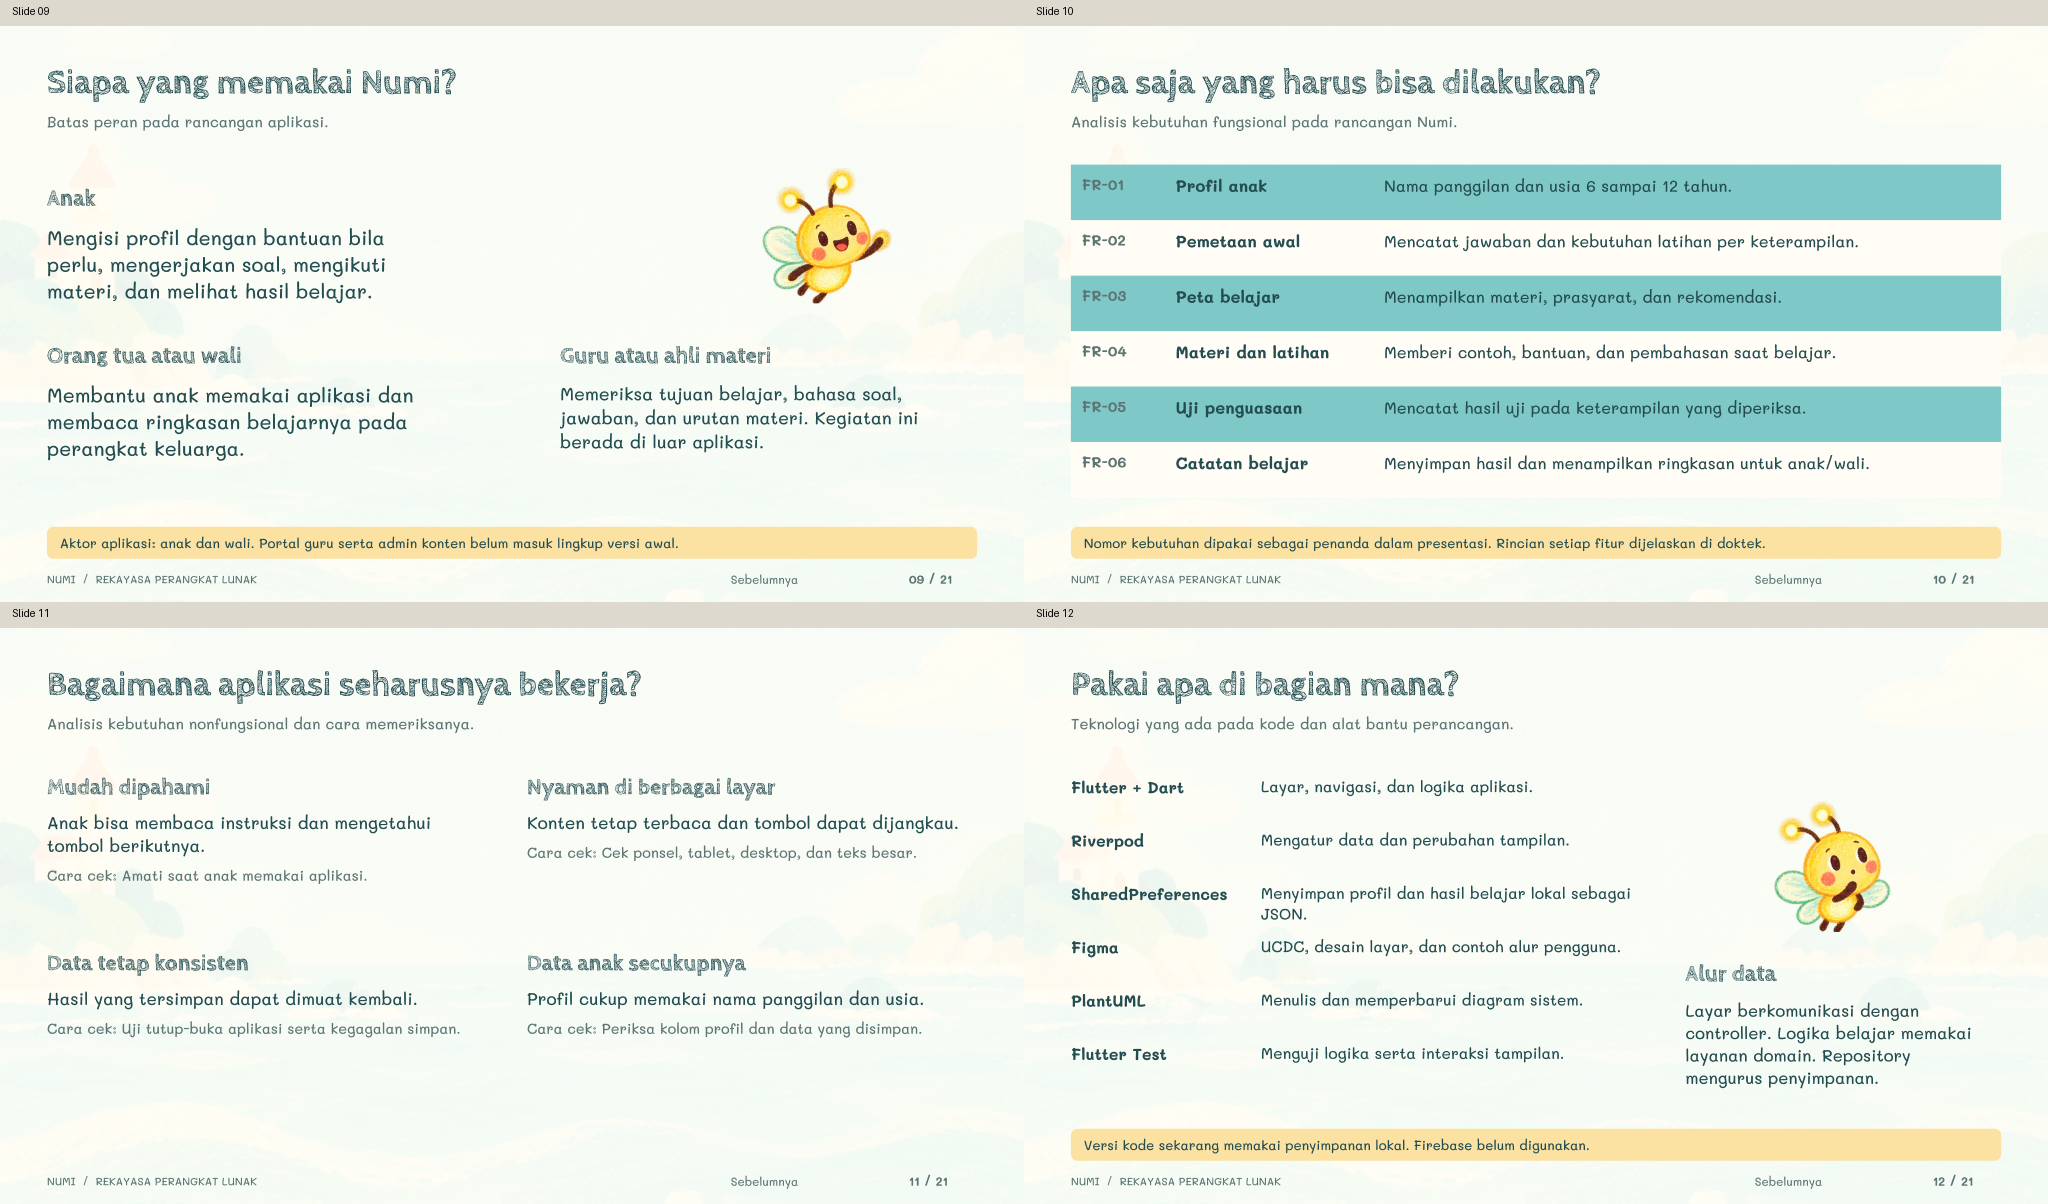 Slide 09
Siapa yang memakai Numi?
Batas peran pada rancangan aplikasi.
Anak
Mengisi profil dengan bantuan bila
perlu, mengerjakan soal, mengikuti
materi, dan melihat hasil belajar.
Orang tua atau wali
Membantu anak memakai aplikasi dan
membaca ringkasan belajarnya pada
perangkat keluarga.
Guru atau ahli materi
Memeriksa tujuan belajar, bahasa soal,
jawaban, dan urutan materi. Kegiatan ini
berada di luar aplikasi.
Aktor aplikasi: anak dan wali. Portal guru serta admin konten belum masuk lingkup versi awal.
NUMI / REKAYASA PERANGKAT LUNAK
Sebelumnya
09 / 21
Slide 10
Apa saja yang harus bisa dilakukan?
Analisis kebutuhan fungsional pada rancangan Numi.
FR-01 Profil anak Nama panggilan dan usia 6 sampai 12 tahun.
FR-02 Pemetaan awal Mencatat jawaban dan kebutuhan latihan per keterampilan.
FR-03 Peta belajar Menampilkan materi, prasyarat, dan rekomendasi.
FR-04 Materi dan latihan Memberi contoh, bantuan, dan pembahasan saat belajar.
FR-05 Uji penguasaan Mencatat hasil uji pada keterampilan yang diperiksa.
FR-06 Catatan belajar Menyimpan hasil dan menampilkan ringkasan untuk anak/wali.
Nomor kebutuhan dipakai sebagai penanda dalam presentasi. Rincian setiap fitur dijelaskan di doktek.
NUMI / REKAYASA PERANGKAT LUNAK
Sebelumnya
10 / 21
Slide 11
Bagaimana aplikasi seharusnya bekerja?
Analisis kebutuhan nonfungsional dan cara memeriksanya.
Mudah dipahami
Anak bisa membaca instruksi dan mengetahui
tombol berikutnya.
Cara cek: Amati saat anak memakai aplikasi.
Nyaman di berbagai layar
Konten tetap terbaca dan tombol dapat dijangkau.
Cara cek: Cek ponsel, tablet, desktop, dan teks besar.
Data tetap konsisten
Hasil yang tersimpan dapat dimuat kembali.
Cara cek: Uji tutup-buka aplikasi serta kegagalan simpan.
Data anak secukupnya
Profil cukup memakai nama panggilan dan usia.
Cara cek: Periksa kolom profil dan data yang disimpan.
NUMI / REKAYASA PERANGKAT LUNAK
Sebelumnya
11 / 21
Slide 12
Pakai apa di bagian mana?
Teknologi yang ada pada kode dan alat bantu perancangan.
Flutter + Dart Layar, navigasi, dan logika aplikasi.
Riverpod Mengatur data dan perubahan tampilan.
SharedPreferences Menyimpan profil dan hasil belajar lokal sebagai
JSON.
Figma UCDC, desain layar, dan contoh alur pengguna.
PlantUML Menulis dan memperbarui diagram sistem.
Flutter Test Menguji logika serta interaksi tampilan.
Alur data
Layar berkomunikasi dengan
controller. Logika belajar memakai
layanan domain. Repository
mengurus penyimpanan.
Versi kode sekarang memakai penyimpanan lokal. Firebase belum digunakan.
NUMI / REKAYASA PERANGKAT LUNAK
Sebelumnya
12 / 21